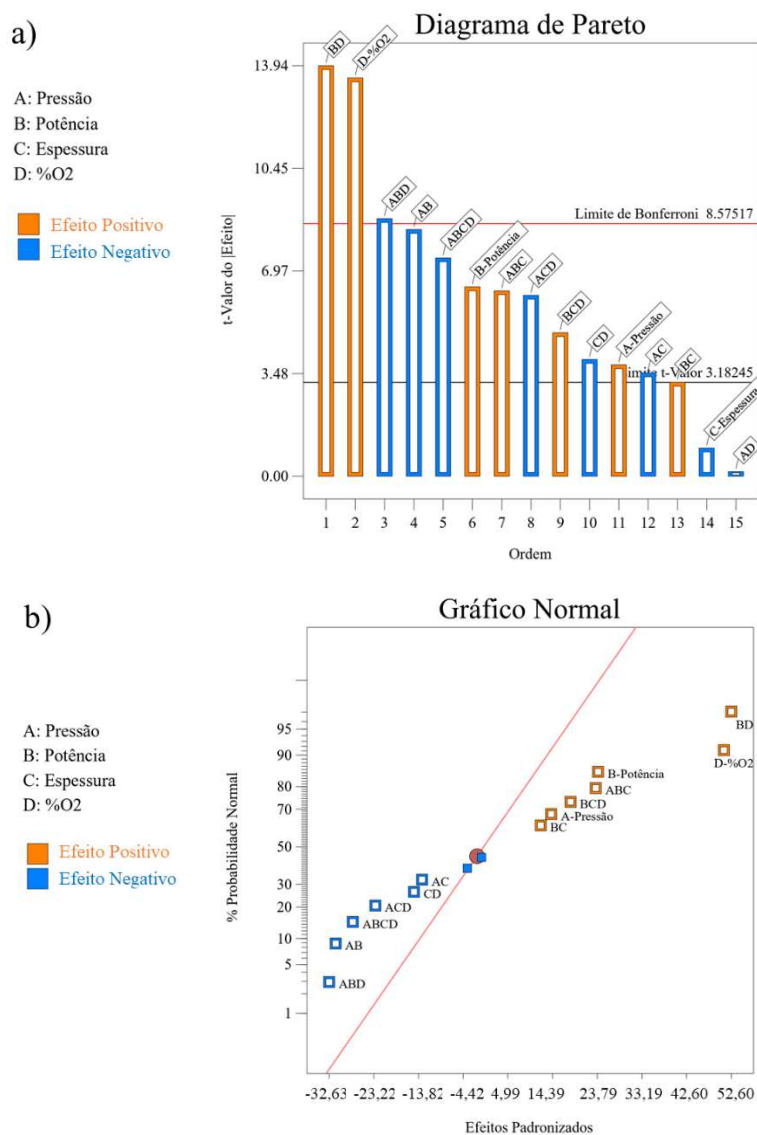 a)
Diagrama de Pareto
A: Pressão
B: Potência
C: Espessura
D: %O2
Efeito Positivo
Efeito Negativo
t-Valor do |Efeito|
13.94
10.45
6.97
3.48
0.00
BD
D-%O2
ABD
AB
ABCD
B-Potência
ABC
ACD
BCD
CD
A-Pressão
AC
BC
C-Espessura
AD
Limite de Bonferroni 8.57517
imite t-Valor 3.18245
1 2 3 4 5 6 7 8 9 10 11 12 13 14 15
Ordem
b)
Gráfico Normal
A: Pressão
B: Potência
C: Espessura
D: %O2
Efeito Positivo
Efeito Negativo
% Probabilidade Normal
95
90
80
70
50
30
20
10
5
1
BD
D-%O2
B-Potência
ABC
BCD
A-Pressão
BC
AC
CD
ACD
ABCD
AB
ABD
-32,63 -23,22 -13,82 -4,42 4,99 14,39 23,79 33,19 42,60 52,60
Efeitos Padronizados